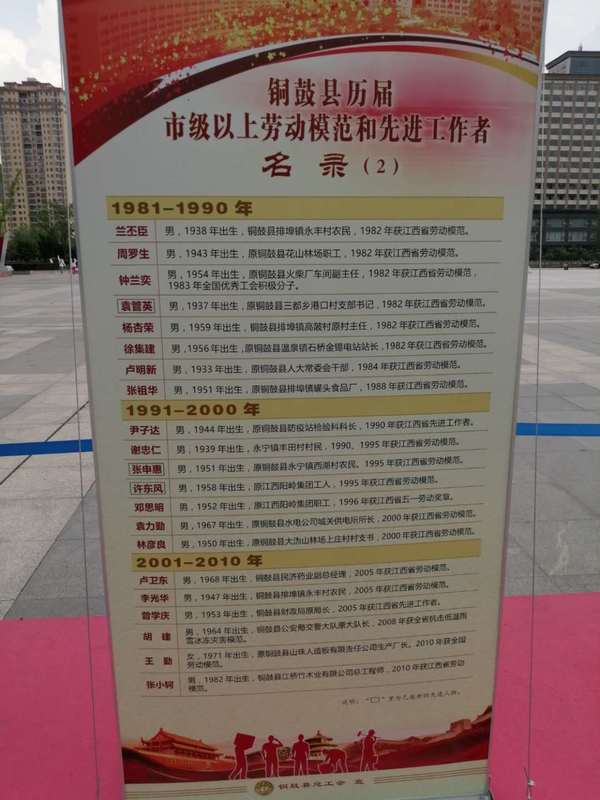 铜鼓县历届
市级以上劳动模范和先进工作者
名 录（2）
1981-1990 年
兰丕臣 男，1938年出生，铜鼓县排埠镇永丰村农民，1982年获江西省劳动模范。
周罗生 男，1943年出生，原铜鼓县花山林场职工，1982年获江西省劳动模范。
钟兰奕 男，1954年出生，原铜鼓县火柴厂车间副主任，1982年获江西省劳动模范，
1983年全国优秀工会积极分子。
袁菅英 男，1937年出生，原铜鼓县三都乡港口村支部书记，1982年获江西省劳动模范。
杨杏荣 男，1959年出生，铜鼓县排埠镇高陂村原村主任，1982年获江西省劳动模范。
徐集建 男，1956年出生，原铜鼓县温泉镇石桥金锡电站站长，1982年获江西省劳动模范。
卢明新 男，1933年出生，原铜鼓县人大常委会干部，1984年获江西省劳动模范。
张祖华 男，1951年出生，原铜鼓县排埠镇罐头食品厂，1988年获江西省劳动模范。
1991-2000 年
尹子达 男，1944年出生，原铜鼓县防疫站检验科科长，1990年获江西省先进工作者。
谢忠仁 男，1939年出生，永宁镇丰田村村民，1990、1995年获江西省劳动模范。
张申惠 男，1951年出生，原铜鼓县永宁镇西湖村农民，1995年获江西省劳动模范。
许东风 男，1958年出生，原江西阳岭集团工人，1995年获江西省劳动模范。
邓思明 男，1952年出生，原江西阳岭集团职工，1996年获江西省五一劳动奖章。
袁力勤 男，1967年出生，原铜鼓县水电公司城关供电所所长，2000年获江西省劳动模范。
林彦良 男，1950年出生，原铜鼓县大沩山林场上庄村村支书，2000年获江西省劳动模范。
2001-2010 年
卢卫东 男，1968年出生，铜鼓县民济药业副总经理，2005年获江西省劳动模范。
李光华 男，1947年出生，铜鼓县排埠镇永丰村农民，2005年获江西省劳动模范。
曾学庆 男，1953年出生，铜鼓县财政局原局长，2005年获江西省先进工作者。
胡 建 男，1964年出生，铜鼓县公安局交警大队原大队长，2008年获全省抗击低温雨
雪冰冻灾害模范。
王 勤 女，1971年出生，原铜鼓县山珠人造板有限责任公司生产厂长。2010年获全国
劳动模范。
张小轲 男，1982年出生，铜鼓县江桥竹木业有限公司总工程师，2010年获江西省劳动
模范。
说明：“□”里为已故
铜鼓县总工会 宣